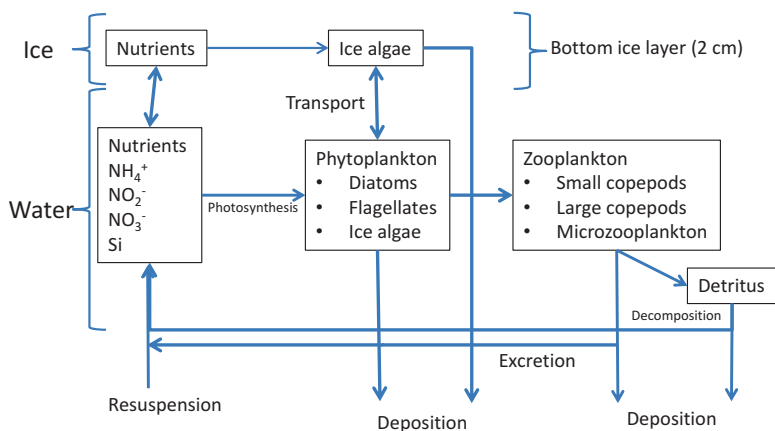 Ice
Nutrients
Ice algae
Bottom ice layer (2 cm)
Transport
Water
Nutrients
NH₄⁺
NO₂⁻
NO₃⁻
Si
Photosynthesis
Phytoplankton
• Diatoms
• Flagellates
• Ice algae
Zooplankton
• Small copepods
• Large copepods
• Microzooplankton
Detritus
Decomposition
Excretion
Resuspension
Deposition
Deposition